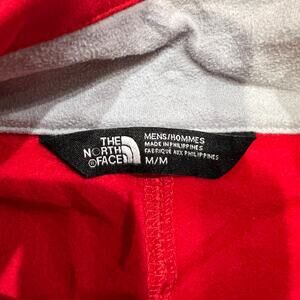 THE
NORTH
FACE
MENS/HOMMES
MADE IN PHILIPPINES
FABRIQUE AUX PHILIPPINES
M/M